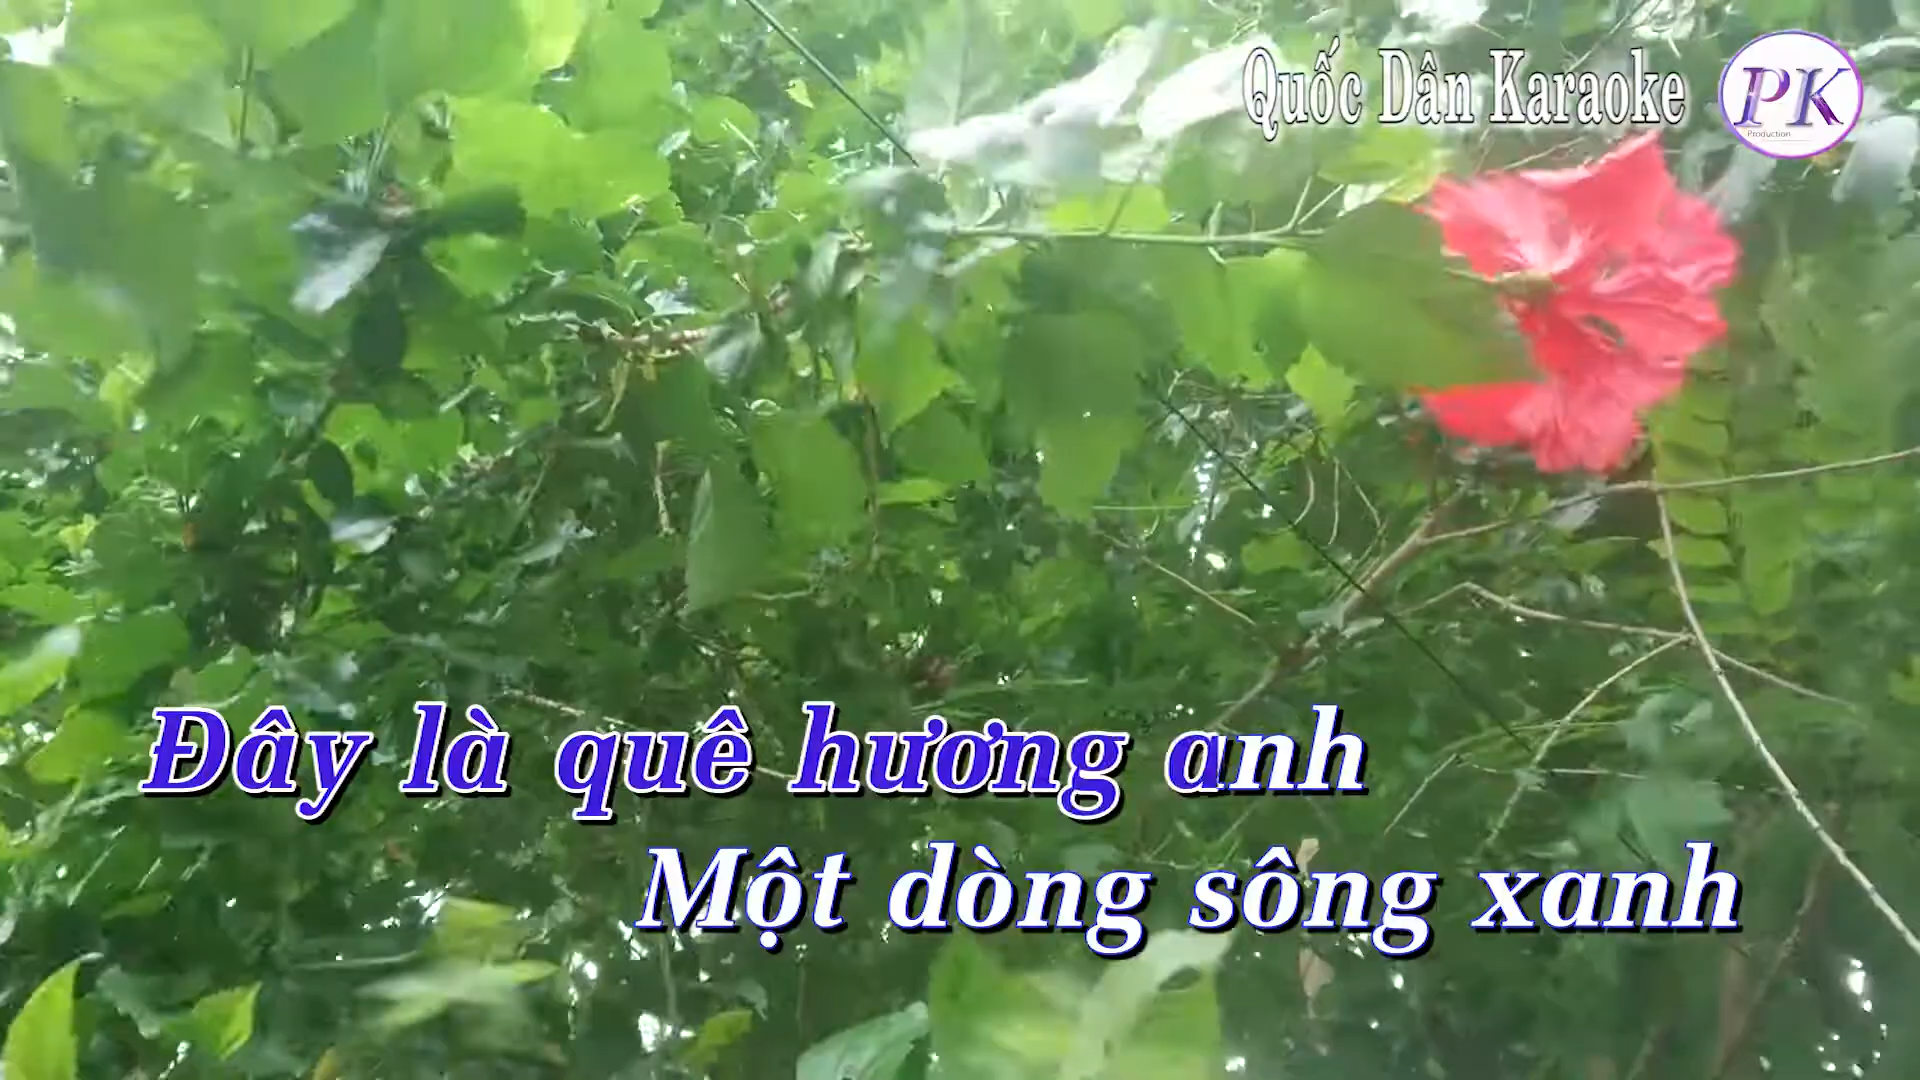 Quốc Dân Karaoke
PK
Production
Đây là quê hương anh
Một dòng sông xanh